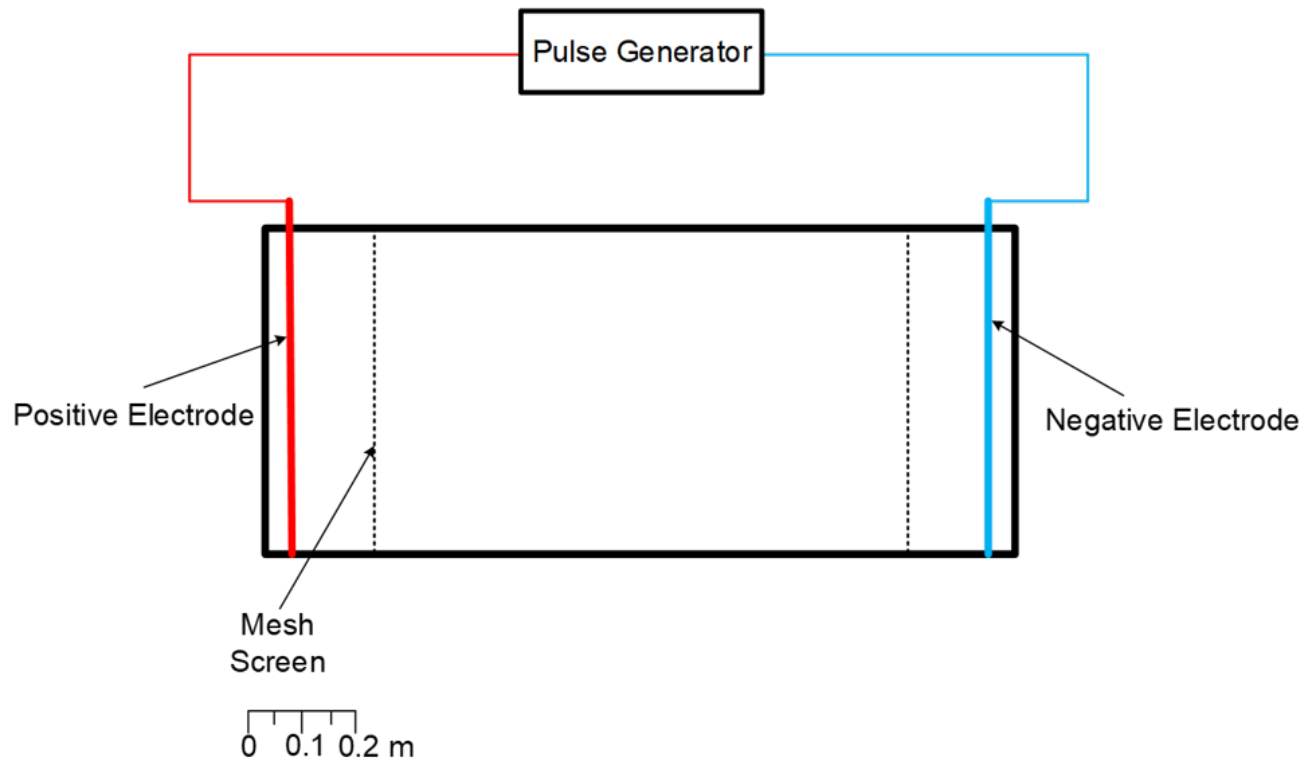 Pulse Generator
Positive Electrode
Negative Electrode
Mesh
Screen
0 0.1 0.2 m